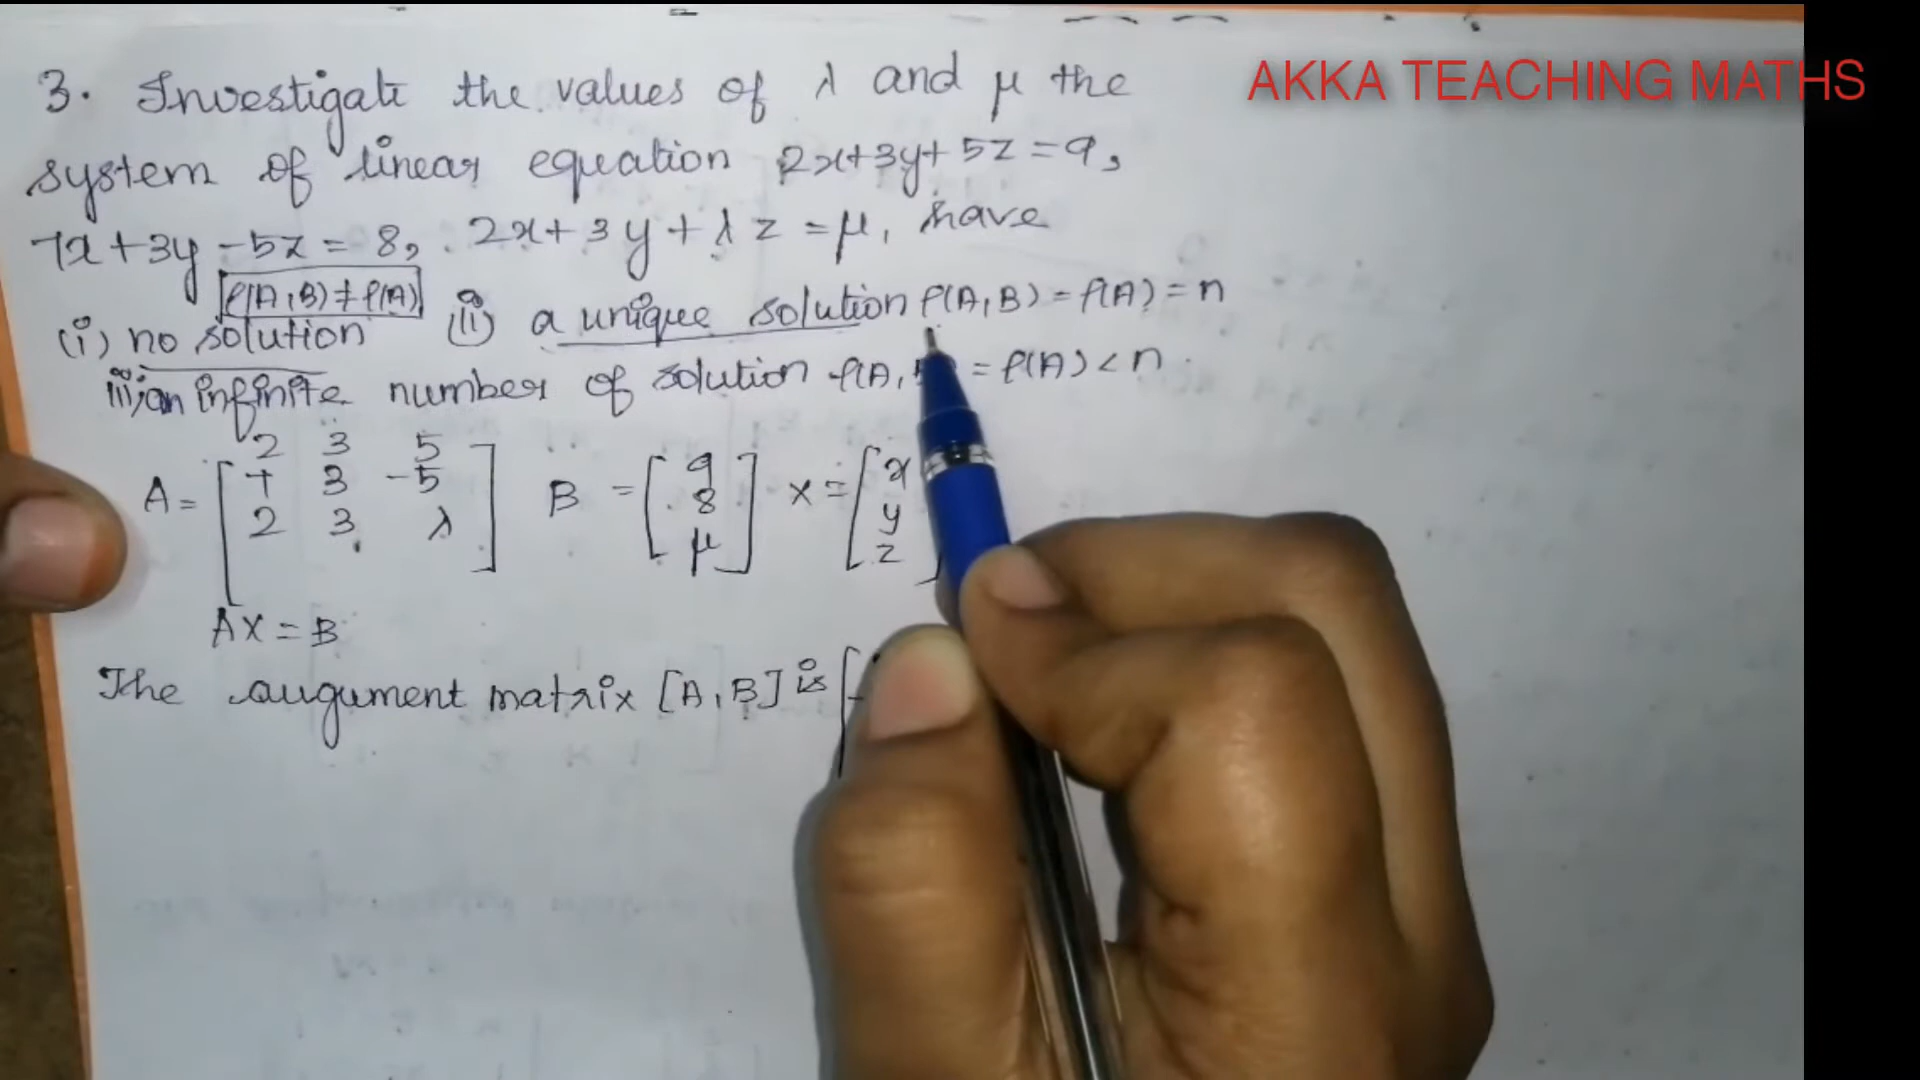 AKKA TEACHING MATHS
3. Investigate the values of λ and μ the
system of linear equation 2x+3y+5z=9,
7x+3y-5z=8, 2x+3y+λz=μ, have
ρ(A,B)≠ρ(A)
(i) no solution (ii) a unique solution ρ(A,B)=ρ(A)=n
iii) an infinite number of solution ρ(A, =ρ(A)<n
2 3 5
A= 7 3 -5 B = 9 8 μ X= x y z
2 3 λ
AX=B
The augument matrix [A,B] is [